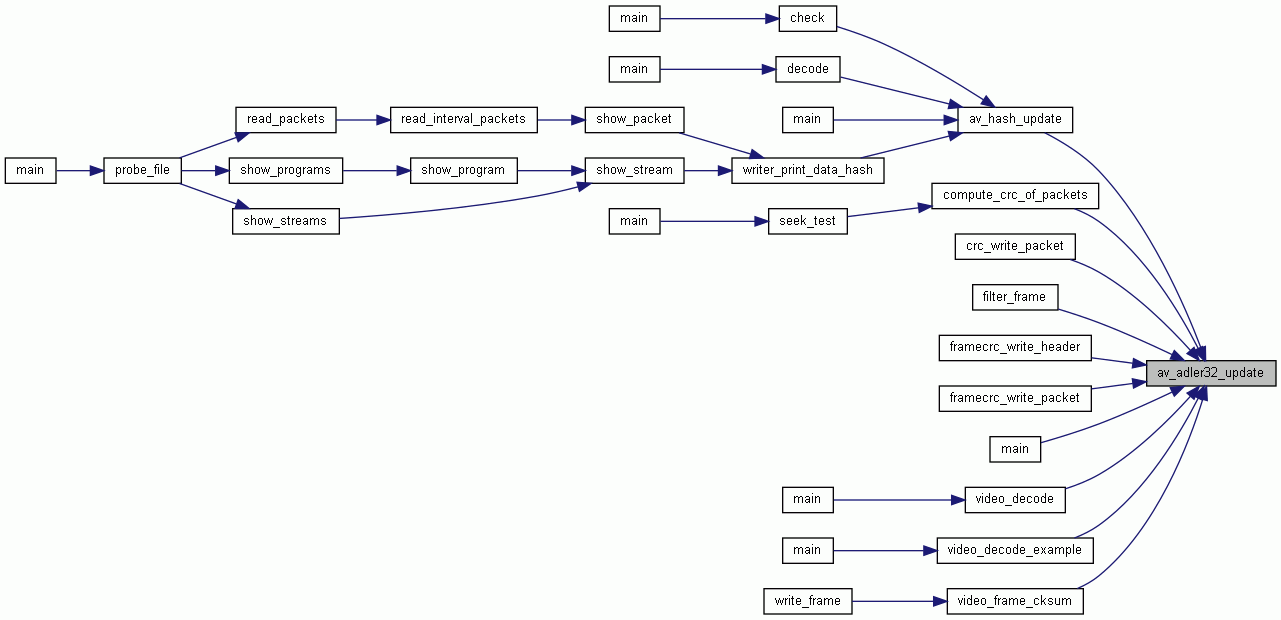 main
check
main
decode
main
av_hash_update
read_packets
read_interval_packets
show_packet
main
probe_file
show_programs
show_program
show_stream
writer_print_data_hash
show_streams
main
seek_test
compute_crc_of_packets
crc_write_packet
filter_frame
framecrc_write_header
av_adler32_update
framecrc_write_packet
main
main
video_decode
main
video_decode_example
write_frame
video_frame_cksum